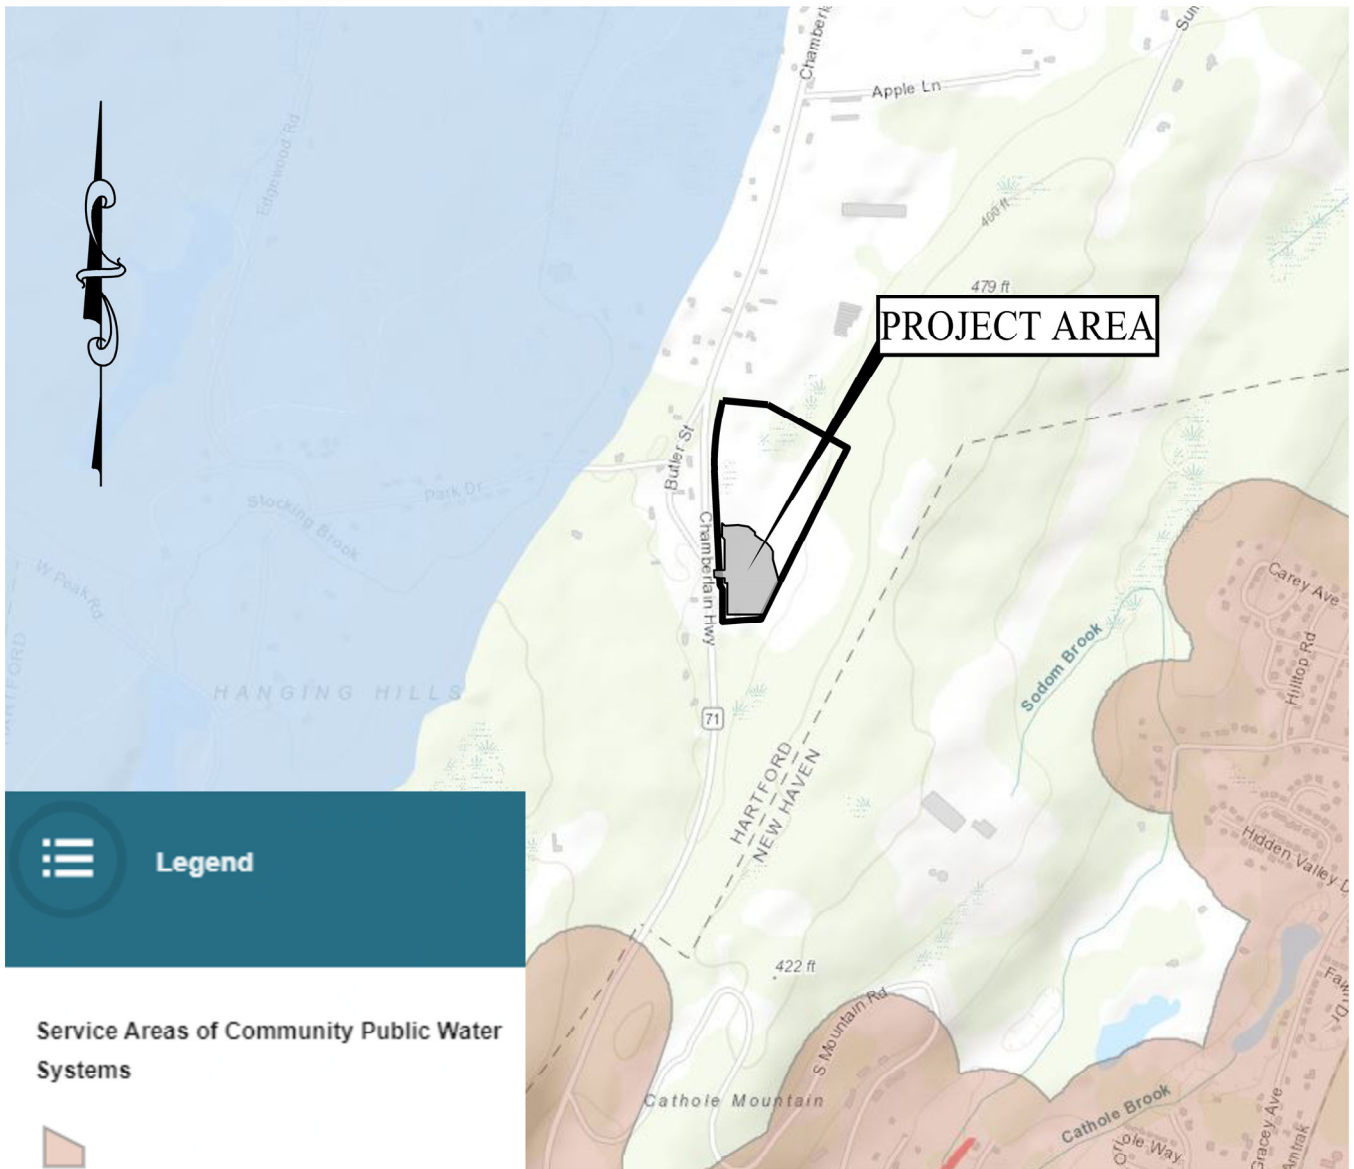 Chamberl
Sun
Apple Ln
Edgewood Rd
400 ft
479 ft
PROJECT AREA
Butler St
Park Dr
Stocking Brook
Chamberlain Hwy
W Peak Rd
Carey Ave
Hilltop Rd
Sodom Brook
HARTFORD
HANGING HILLS
71
HARTFORD
NEW HAVEN
Hidden Valley D
Legend
422 ft
S Mountain Rd
Service Areas of Community Public Water
Systems
Cathole Mountain
Cathole Brook
Gracey Ave
Amtrak